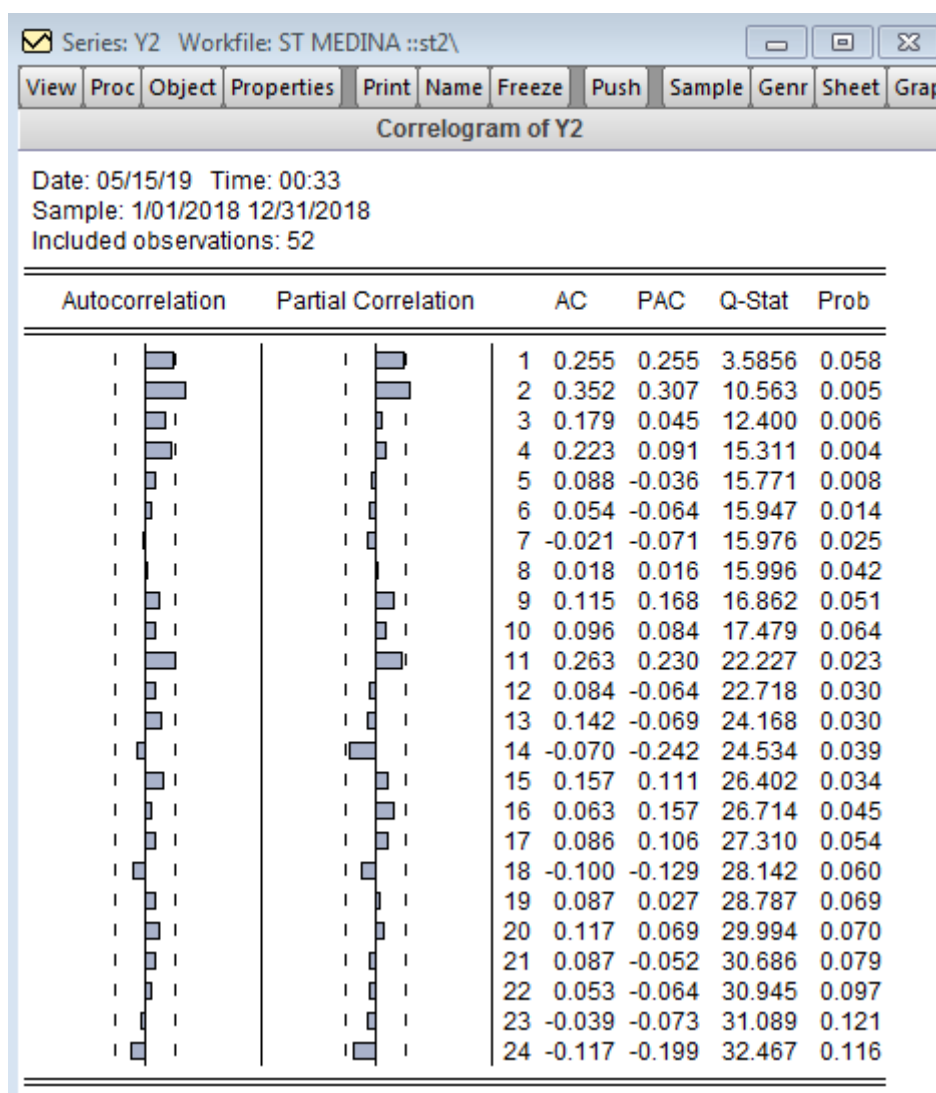 Series: Y2 Workfile: ST MEDINA ::st2\
View Proc Object Properties Print Name Freeze Push Sample Genr Sheet Grap
Correlogram of Y2
Date: 05/15/19 Time: 00:33
Sample: 1/01/2018 12/31/2018
Included observations: 52
Autocorrelation Partial Correlation AC PAC Q-Stat Prob
1 0.255 0.255 3.5856 0.058
2 0.352 0.307 10.563 0.005
3 0.179 0.045 12.400 0.006
4 0.223 0.091 15.311 0.004
5 0.088 -0.036 15.771 0.008
6 0.054 -0.064 15.947 0.014
7 -0.021 -0.071 15.976 0.025
8 0.018 0.016 15.996 0.042
9 0.115 0.168 16.862 0.051
10 0.096 0.084 17.479 0.064
11 0.263 0.230 22.227 0.023
12 0.084 -0.064 22.718 0.030
13 0.142 -0.069 24.168 0.030
14 -0.070 -0.242 24.534 0.039
15 0.157 0.111 26.402 0.034
16 0.063 0.157 26.714 0.045
17 0.086 0.106 27.310 0.054
18 -0.100 -0.129 28.142 0.060
19 0.087 0.027 28.787 0.069
20 0.117 0.069 29.994 0.070
21 0.087 -0.052 30.686 0.079
22 0.053 -0.064 30.945 0.097
23 -0.039 -0.073 31.089 0.121
24 -0.117 -0.199 32.467 0.116